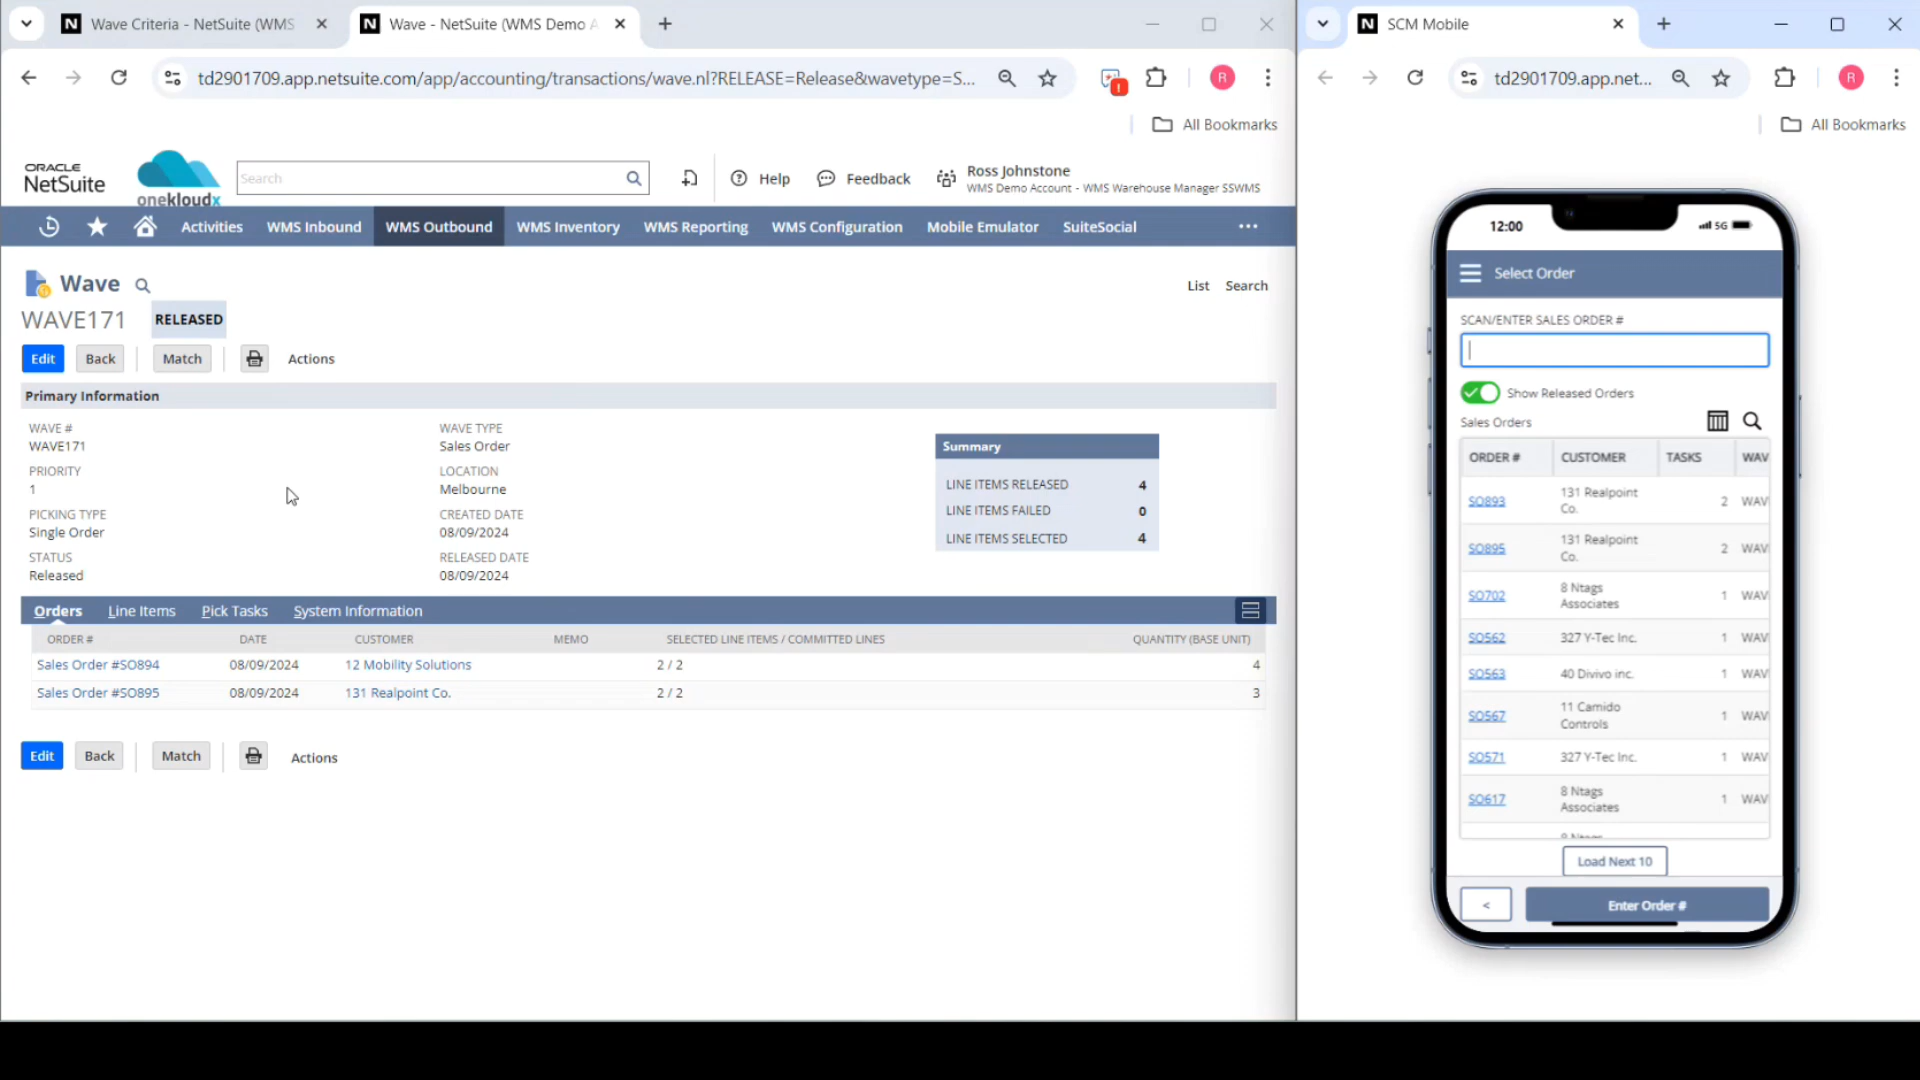 Wave Criteria - NetSuite (WMS
Wave - NetSuite (WMS Demo A
SCM Mobile
td2901709.app.netsuite.com/app/accounting/transactions/wave.nl?RELEASE=Release&wavetype=S...
R
td2901709.app.net...
R
All Bookmarks
All Bookmarks
ORACLE
NetSuite
onekloudx
Search
Help
Feedback
Ross Johnstone
WMS Demo Account - WMS Warehouse Manager SSWMS
Activities
WMS Inbound
WMS Outbound
WMS Inventory
WMS Reporting
WMS Configuration
Mobile Emulator
SuiteSocial
Wave
List
Search
WAVE171
RELEASED
Edit
Back
Match
Actions
Primary Information
WAVE #
WAVE171
PRIORITY
1
PICKING TYPE
Single Order
STATUS
Released
WAVE TYPE
Sales Order
LOCATION
Melbourne
CREATED DATE
08/09/2024
RELEASED DATE
08/09/2024
Summary
LINE ITEMS RELEASED 4
LINE ITEMS FAILED 0
LINE ITEMS SELECTED 4
Orders Line Items Pick Tasks System Information
ORDER # DATE CUSTOMER MEMO SELECTED LINE ITEMS / COMMITTED LINES QUANTITY (BASE UNIT)
Sales Order #SO894 08/09/2024 12 Mobility Solutions 2 / 2 4
Sales Order #SO895 08/09/2024 131 Realpoint Co. 2 / 2 3
Edit
Back
Match
Actions
12:00
5G
Select Order
SCAN/ENTER SALES ORDER #
Show Released Orders
Sales Orders
ORDER # CUSTOMER TASKS WAV
SO893 131 Realpoint Co. 2 WAV
SO895 131 Realpoint Co. 2 WAV
SO702 8 Ntags Associates 1 WAV
SO562 327 Y-Tec Inc. 1 WAV
SO563 40 Divivo inc. 1 WAV
SO567 11 Camido Controls 1 WAV
SO571 327 Y-Tec Inc. 1 WAV
SO617 8 Ntags Associates 1 WAV
8 Ntags
Load Next 10
<
Enter Order #